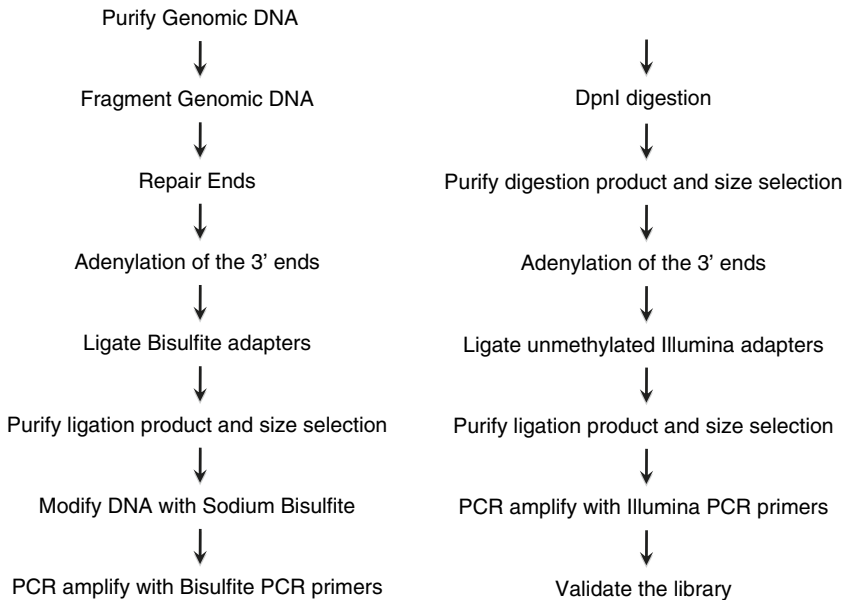 Purify Genomic DNA
Fragment Genomic DNA
Repair Ends
Adenylation of the 3' ends
Ligate Bisulfite adapters
Purify ligation product and size selection
Modify DNA with Sodium Bisulfite
PCR amplify with Bisulfite PCR primers
DpnI digestion
Purify digestion product and size selection
Adenylation of the 3' ends
Ligate unmethylated Illumina adapters
Purify ligation product and size selection
PCR amplify with Illumina PCR primers
Validate the library